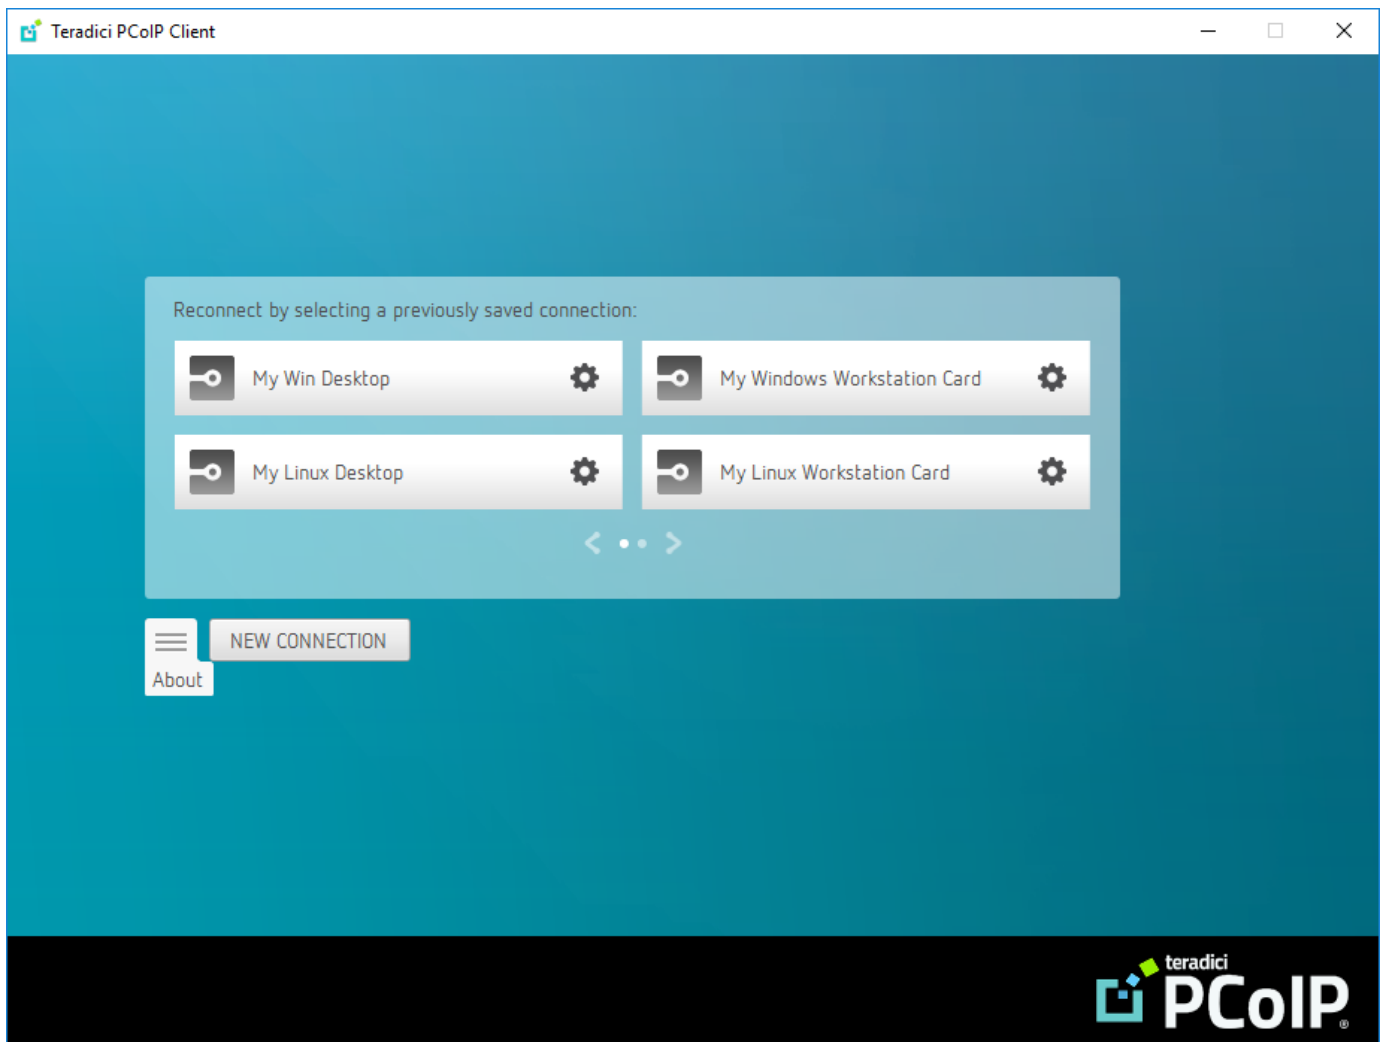 Teradici PCoIP Client
Reconnect by selecting a previously saved connection:
My Win Desktop
My Windows Workstation Card
My Linux Desktop
My Linux Workstation Card
NEW CONNECTION
About
teradici
PCoIP®